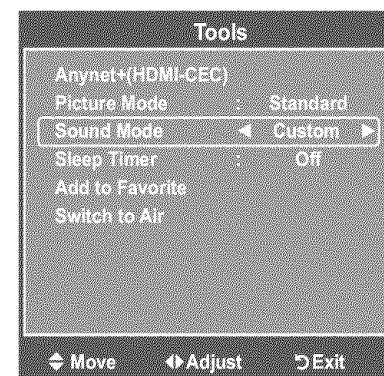 Tools
Anynet+(HDMI-CEC)
Picture Mode : Standard
Sound Mode ◄ Custom ►
Sleep Timer : Off
Add to Favorite
Switch to Air
Move Adjust Exit